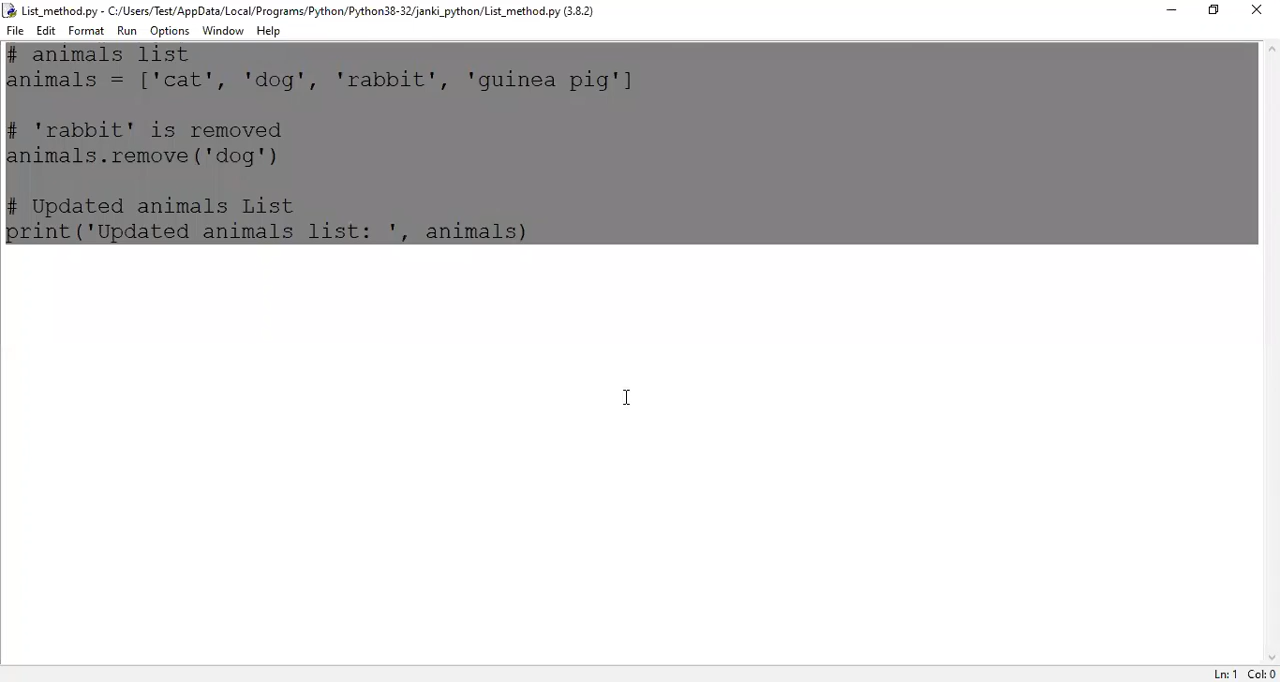 List_method.py - C:/Users/Test/AppData/Local/Programs/Python/Python38-32/janki_python/List_method.py (3.8.2)
File Edit Format Run Options Window Help
# animals list
animals = ['cat', 'dog', 'rabbit', 'guinea pig']
# 'rabbit' is removed
animals.remove('dog')
# Updated animals List
print('Updated animals list: ', animals)
Ln: 1 Col: 0